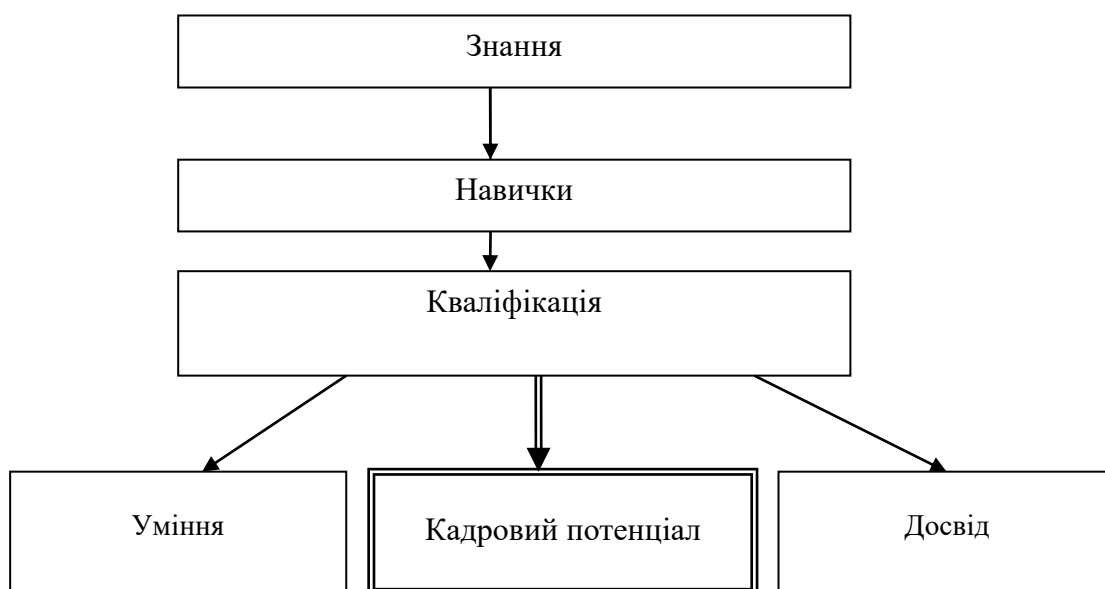 Знання
Навички
Кваліфікація
Уміння
Кадровий потенціал
Досвід